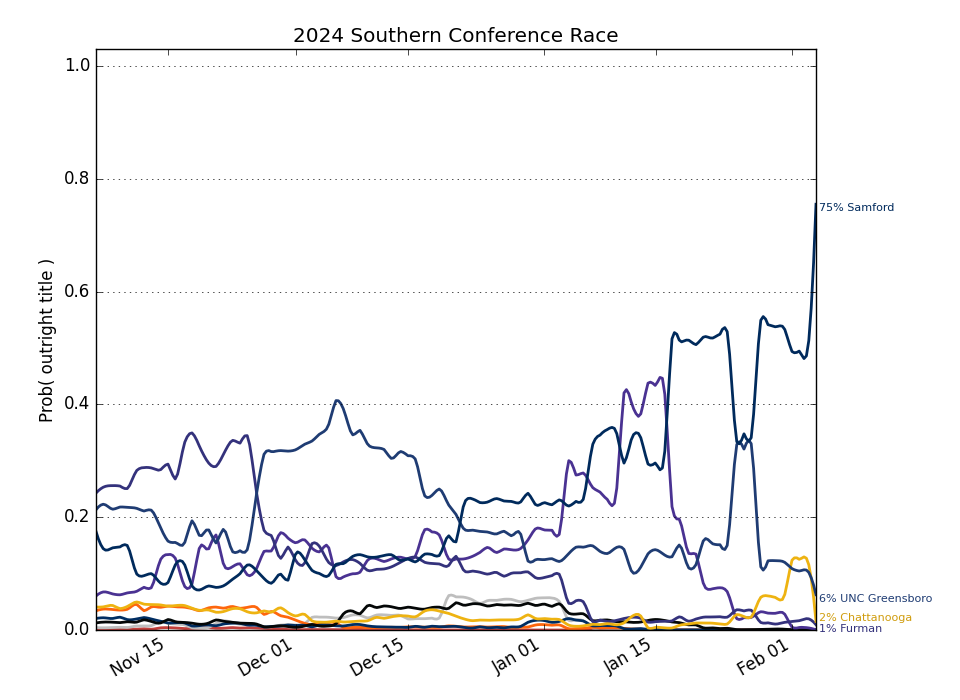 2024 Southern Conference Race
Prob( outright title )
1.0
0.8
0.6
0.4
0.2
0.0
75% Samford
6% UNC Greensboro
2% Chattanooga
1% Furman
Nov 15
Dec 01
Dec 15
Jan 01
Jan 15
Feb 01